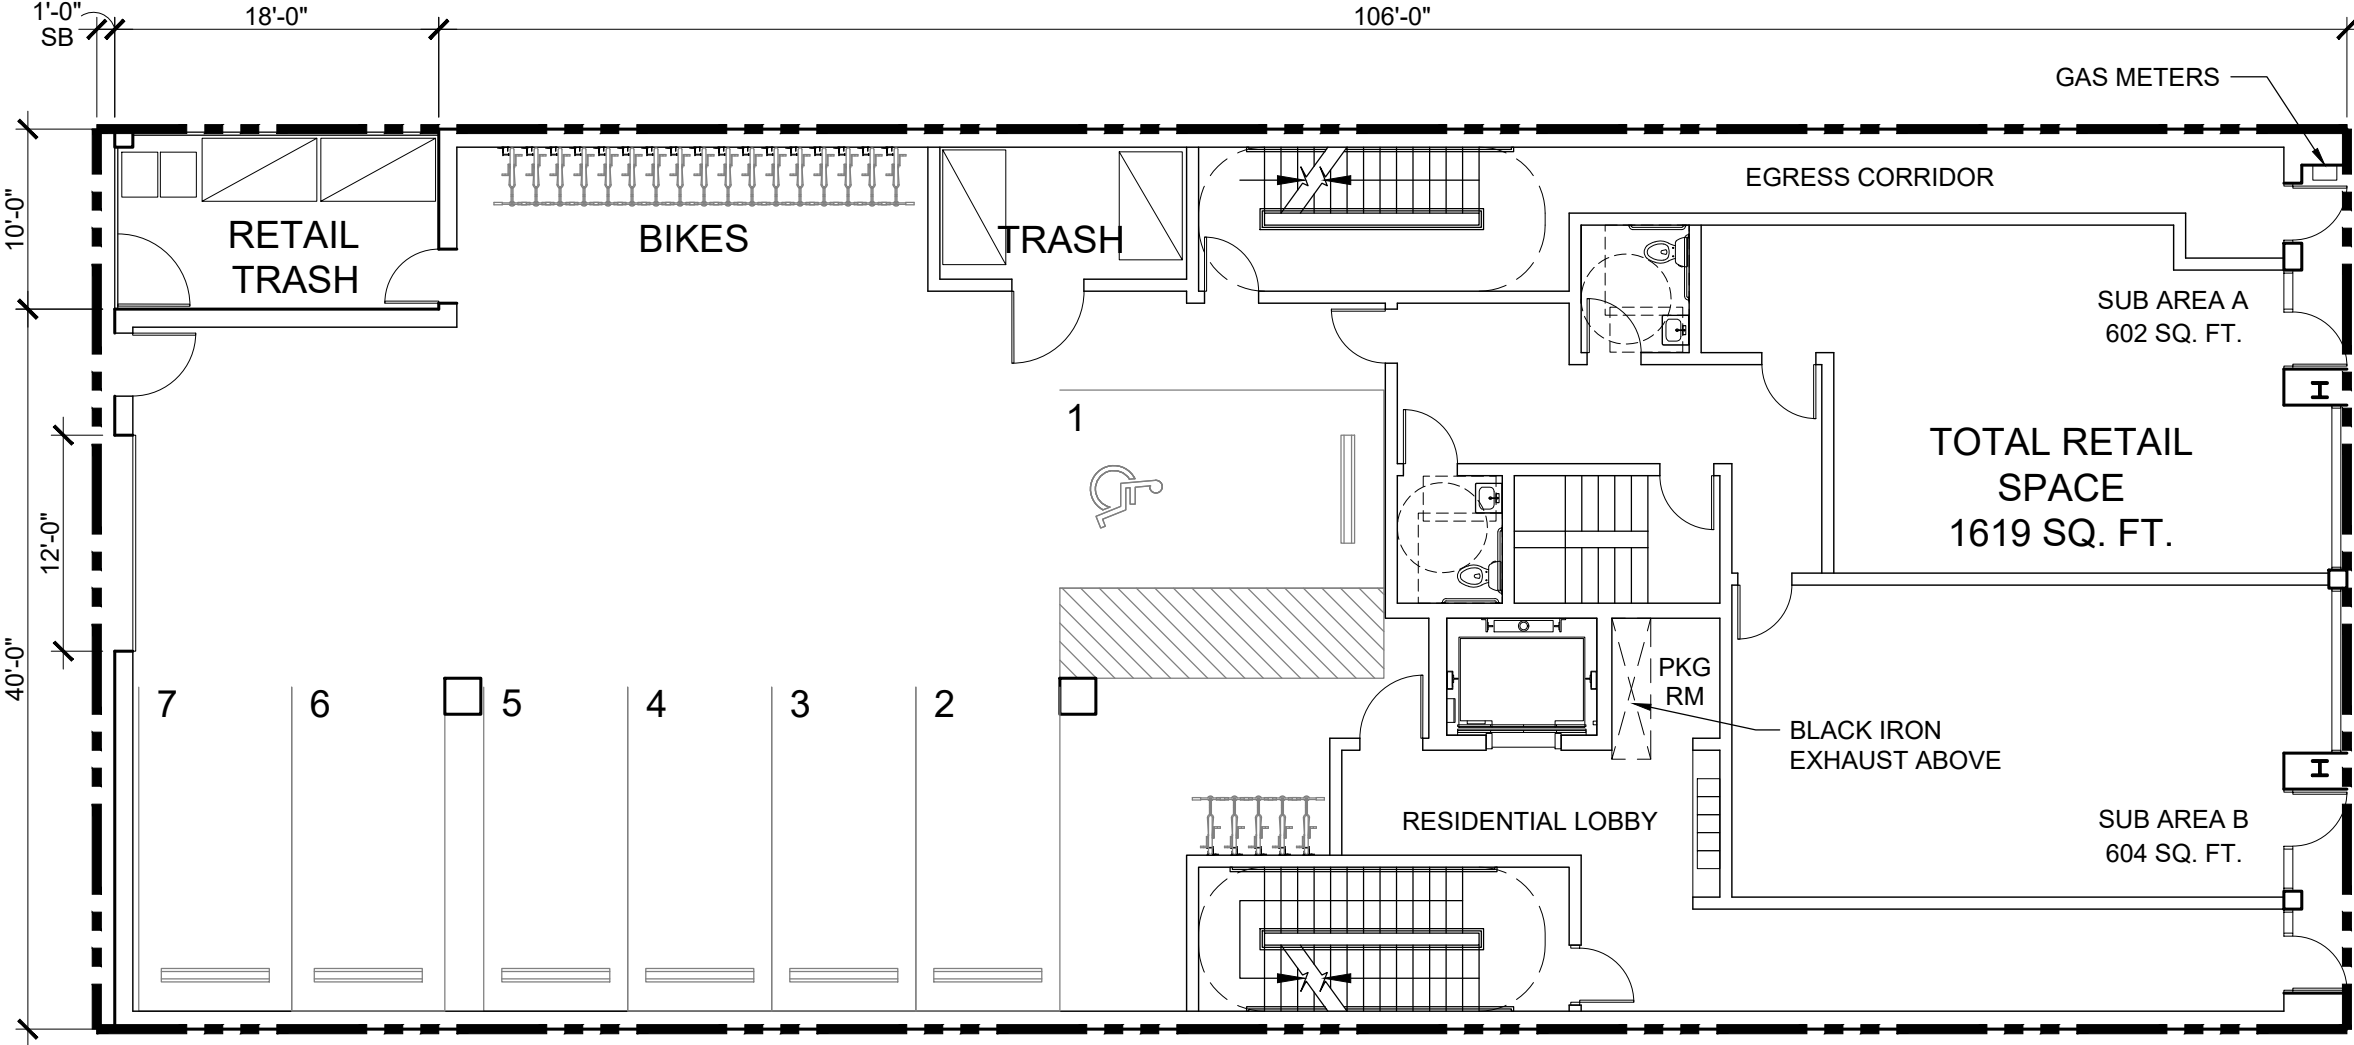 1'-0"
SB
18'-0"
106'-0"
GAS METERS
10'-0"
RETAIL
TRASH
BIKES
TRASH
EGRESS CORRIDOR
SUB AREA A
602 SQ. FT.
1
H
TOTAL RETAIL
SPACE
1619 SQ. FT.
12'-0"
40'-0"
7
6
5
4
3
2
PKG
RM
BLACK IRON
EXHAUST ABOVE
H
RESIDENTIAL LOBBY
SUB AREA B
604 SQ. FT.